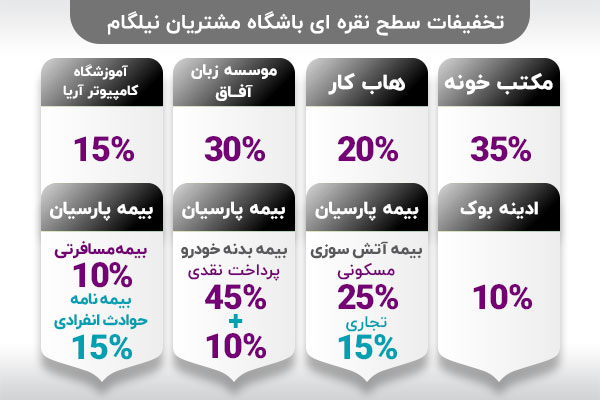 تخفیفات سطح نقره ای باشگاه مشتریان نیلگام
مکتب خونه
35%
هاب کار
20%
موسسه زبان
آفــاق
30%
آموزشگاه
کامپیوتر آریا
15%
ادینه بوک
10%
بیمه پارسیان
بیمه آتش سوزی
مسکونی
25%
تجاری
15%
بیمه پارسیان
بیمه بدنه خودرو
پرداخت نقدی
45%
+
10%
بیمه پارسیان
بیمه‌مسافرتی
10%
بیمه نامه
حوادث انفرادی
15%